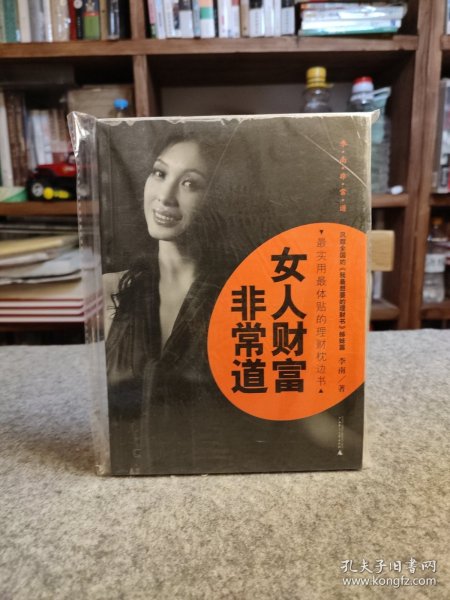 李·南·非·常·道
风靡全国的《我最想要的理财书》姊妹篇
李南 著
▼最实用最体贴的理财枕边书▲
女人财富
非常道
孔夫子旧书网
www.kongfz.com